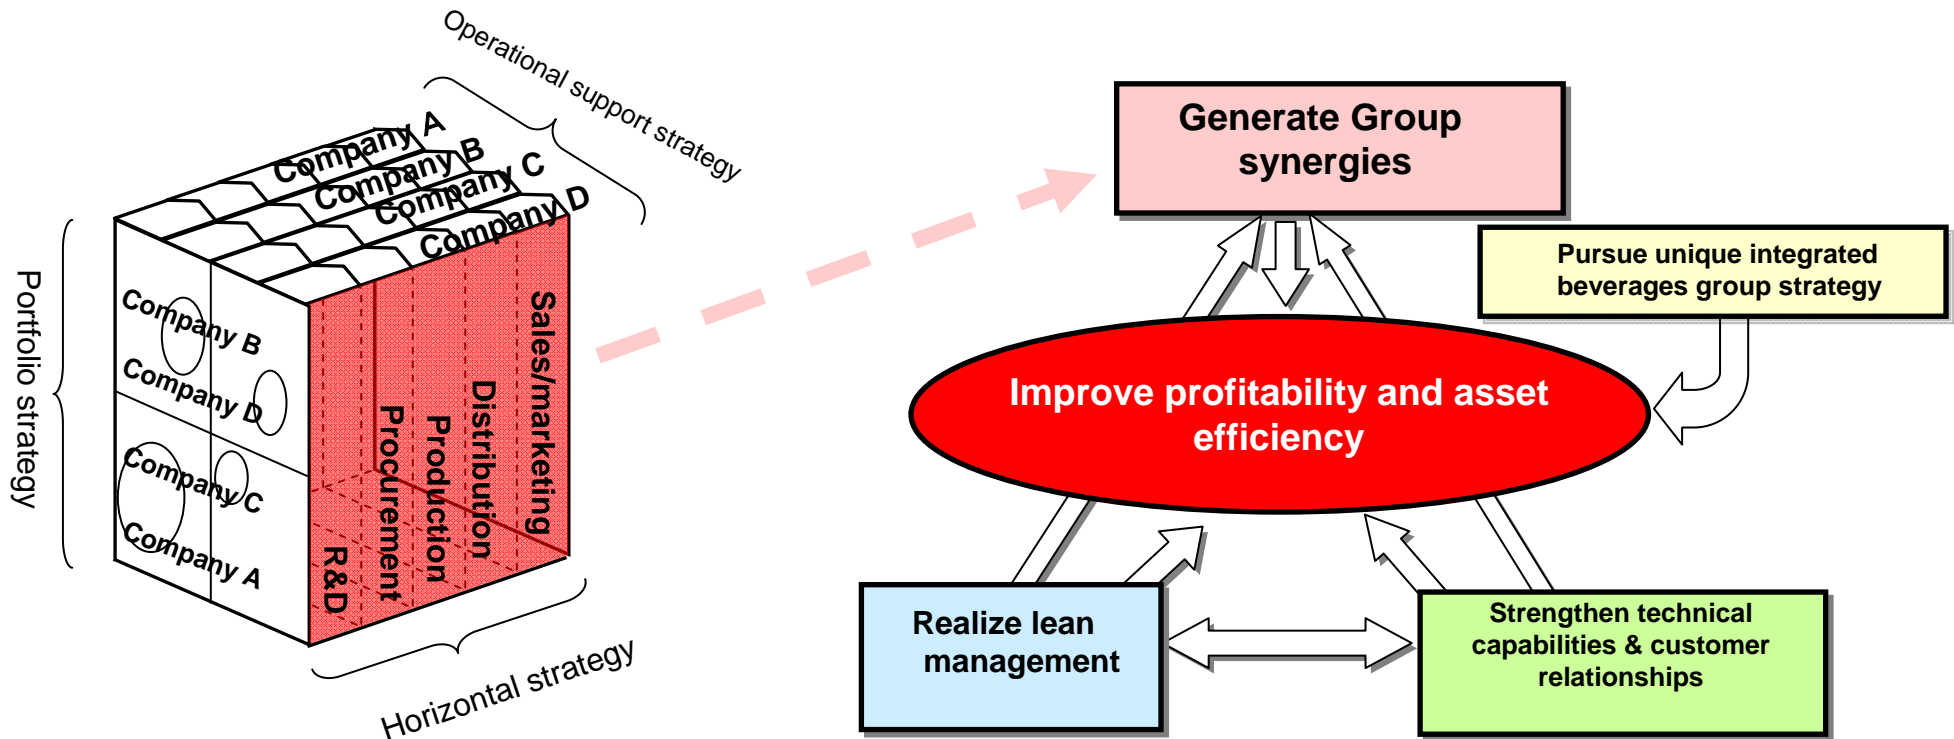 Operational support strategy
Company A
Company B
Company C
Company D
Portfolio strategy
Company B
Company D
Company C
Company A
R&D
Procurement
Production
Distribution
Sales/marketing
Horizontal strategy
Generate Group
synergies
Pursue unique integrated
beverages group strategy
Improve profitability and asset
efficiency
Realize lean
management
Strengthen technical
capabilities & customer
relationships